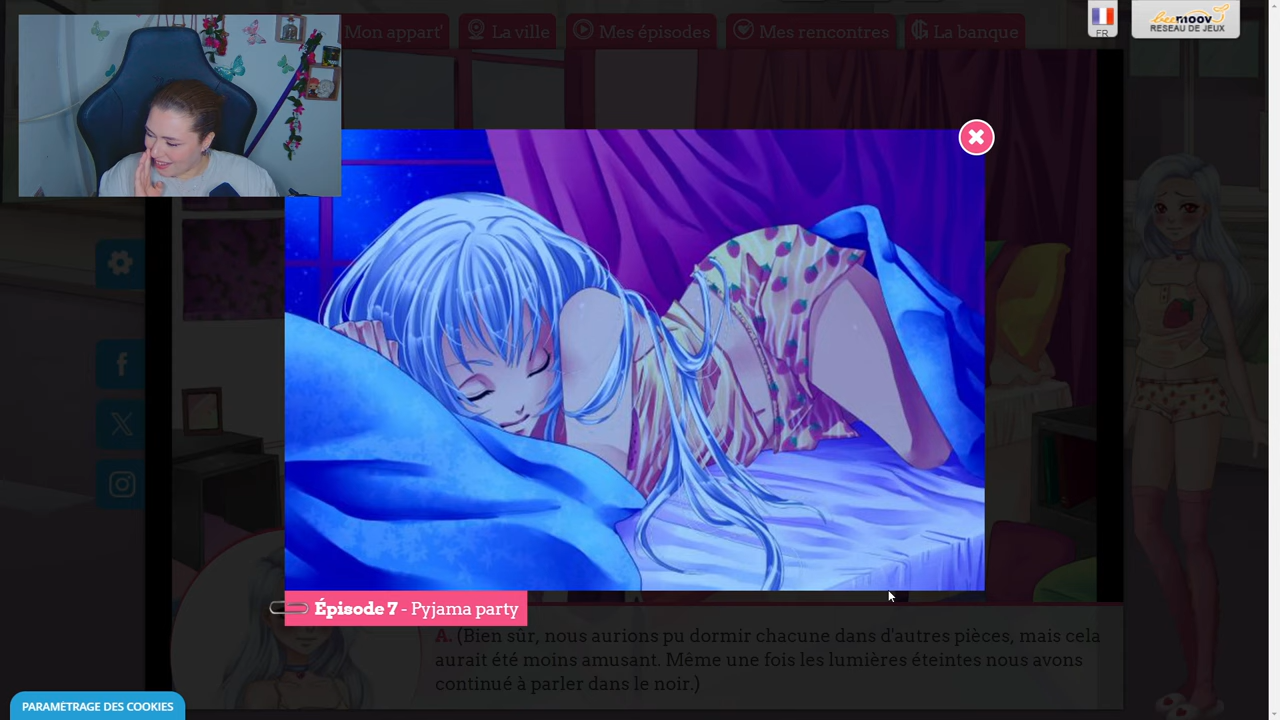 Mon appart' La ville Mes épisodes Mes rencontres La banque
FR
beemoov
RESEAU DE JEUX
Épisode 7 - Pyjama party
A. (Bien sûr, nous aurions pu dormir chacune dans d'autres pièces, mais cela
aurait été moins amusant. Même une fois les lumières éteintes nous avons
continué à parler dans le noir.)
PARAMÉTRAGE DES COOKIES